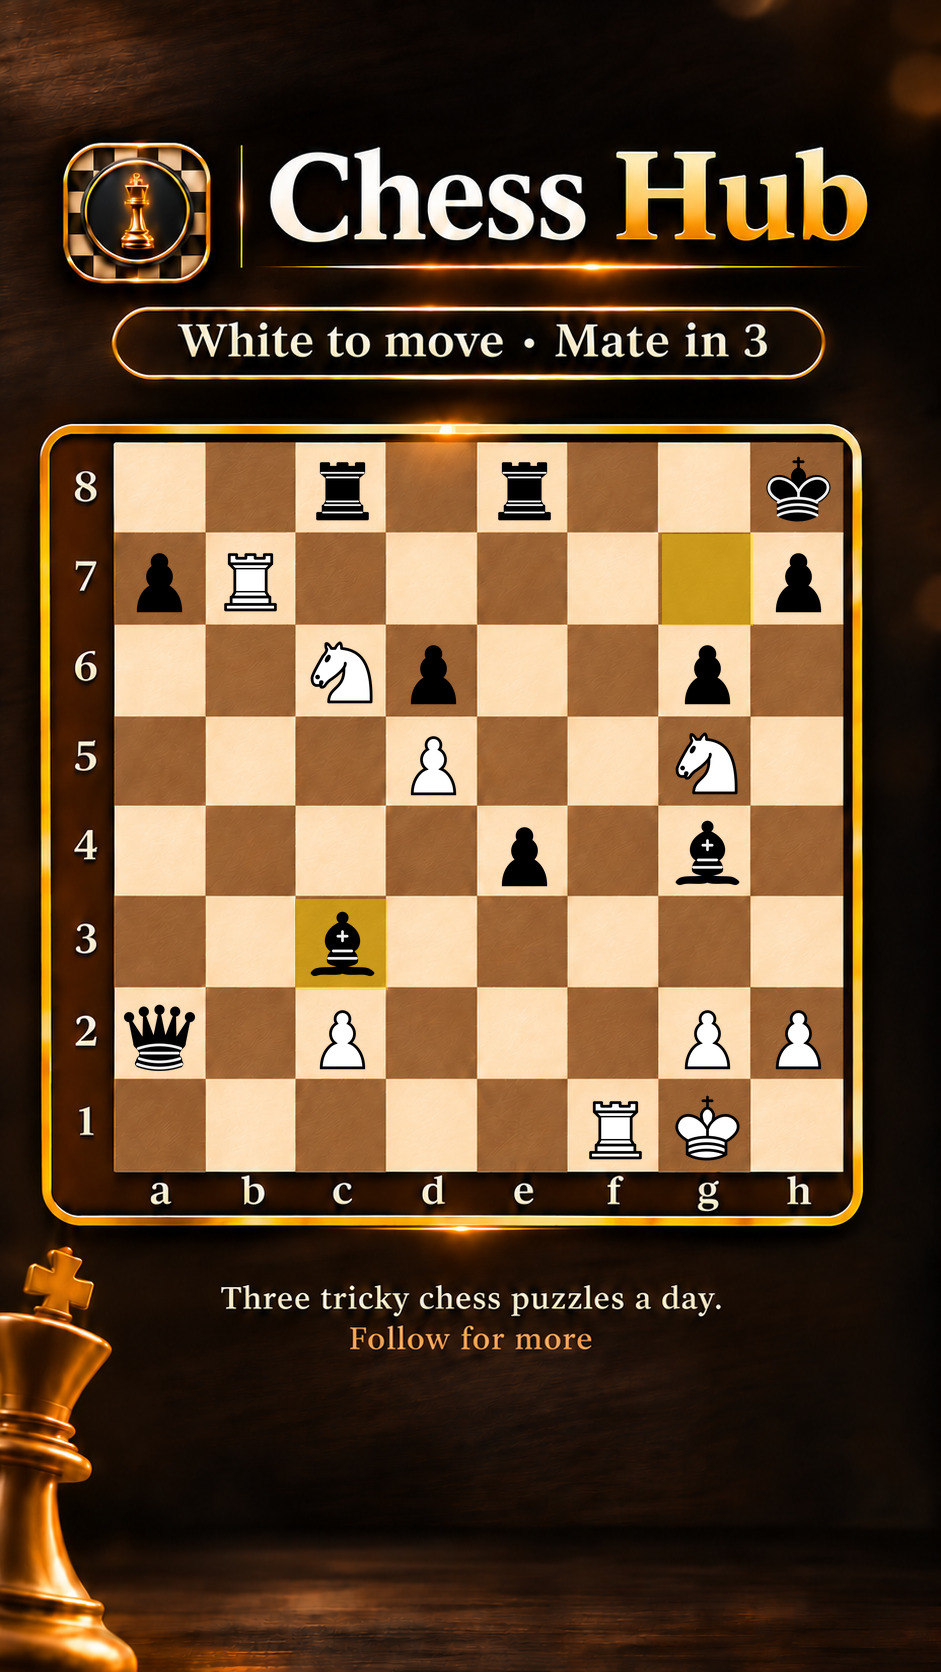 Chess Hub
White to move • Mate in 3
8
7
6
5
4
3
2
1
a b c d e f g h
Three tricky chess puzzles a day.
Follow for more